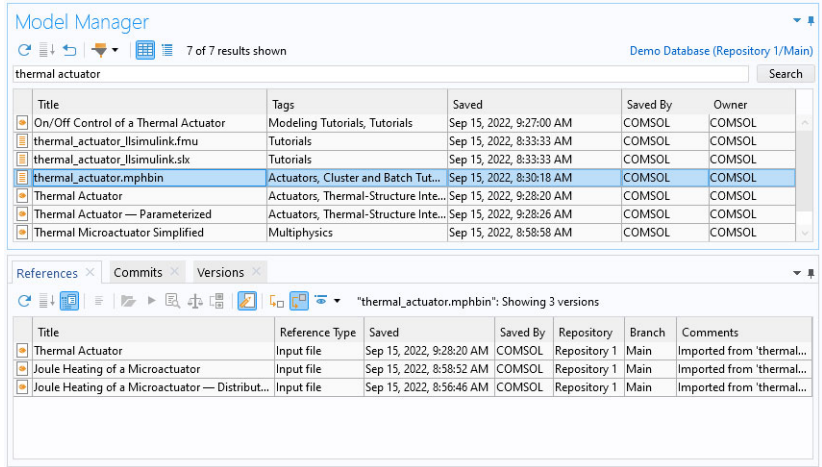 Model Manager
7 of 7 results shown
Demo Database (Repository 1/Main)
thermal actuator
Search
Title Tags Saved Saved By Owner
On/Off Control of a Thermal Actuator Modeling Tutorials, Tutorials Sep 15, 2022, 9:27:00 AM COMSOL COMSOL
thermal_actuator_llsimulink.fmu Tutorials Sep 15, 2022, 8:33:33 AM COMSOL COMSOL
thermal_actuator_llsimulink.slx Tutorials Sep 15, 2022, 8:33:33 AM COMSOL COMSOL
thermal_actuator.mphbin Actuators, Cluster and Batch Tut... Sep 15, 2022, 8:30:18 AM COMSOL COMSOL
Thermal Actuator Actuators, Thermal-Structure Inte... Sep 15, 2022, 9:28:20 AM COMSOL COMSOL
Thermal Actuator — Parameterized Actuators, Thermal-Structure Inte... Sep 15, 2022, 9:28:26 AM COMSOL COMSOL
Thermal Microactuator Simplified Multiphysics Sep 15, 2022, 8:58:58 AM COMSOL COMSOL
References Commits Versions
"thermal_actuator.mphbin": Showing 3 versions
Title Reference Type Saved Saved By Repository Branch Comments
Thermal Actuator Input file Sep 15, 2022, 9:28:20 AM COMSOL Repository 1 Main Imported from 'thermal...
Joule Heating of a Microactuator Input file Sep 15, 2022, 8:58:52 AM COMSOL Repository 1 Main Imported from 'thermal...
Joule Heating of a Microactuator — Distribut... Input file Sep 15, 2022, 8:56:46 AM COMSOL Repository 1 Main Imported from 'thermal...